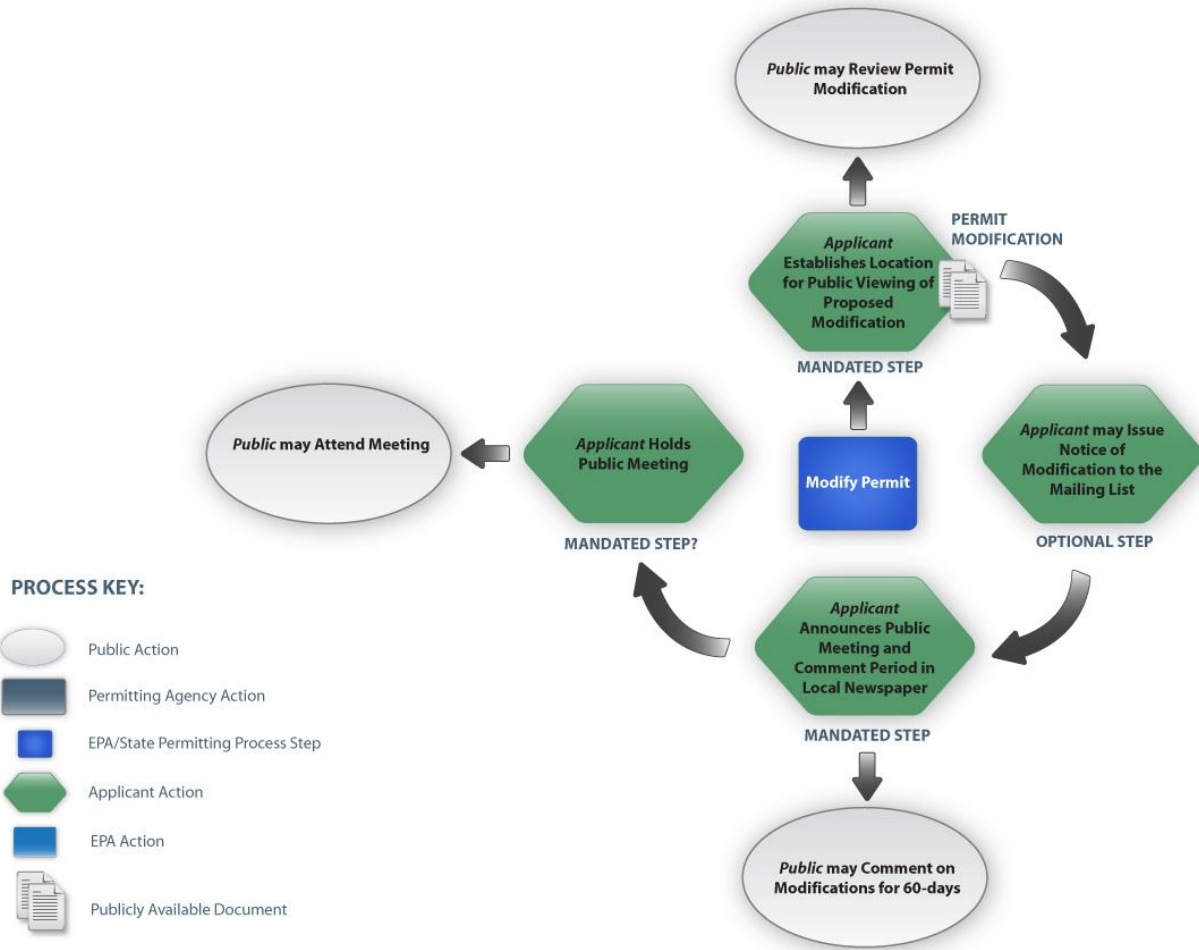 Public may Review Permit
Modification
PERMIT
MODIFICATION
Applicant
Establishes Location
for Public Viewing of
Proposed
Modification
MANDATED STEP
Public may Attend Meeting
Applicant Holds
Public Meeting
MANDATED STEP?
Modify Permit
Applicant may Issue
Notice of
Modification to the
Mailing List
OPTIONAL STEP
Applicant
Announces Public
Meeting and
Comment Period in
Local Newspaper
MANDATED STEP
Public may Comment on
Modifications for 60-days
PROCESS KEY:
Public Action
Permitting Agency Action
EPA/State Permitting Process Step
Applicant Action
EPA Action
Publicly Available Document